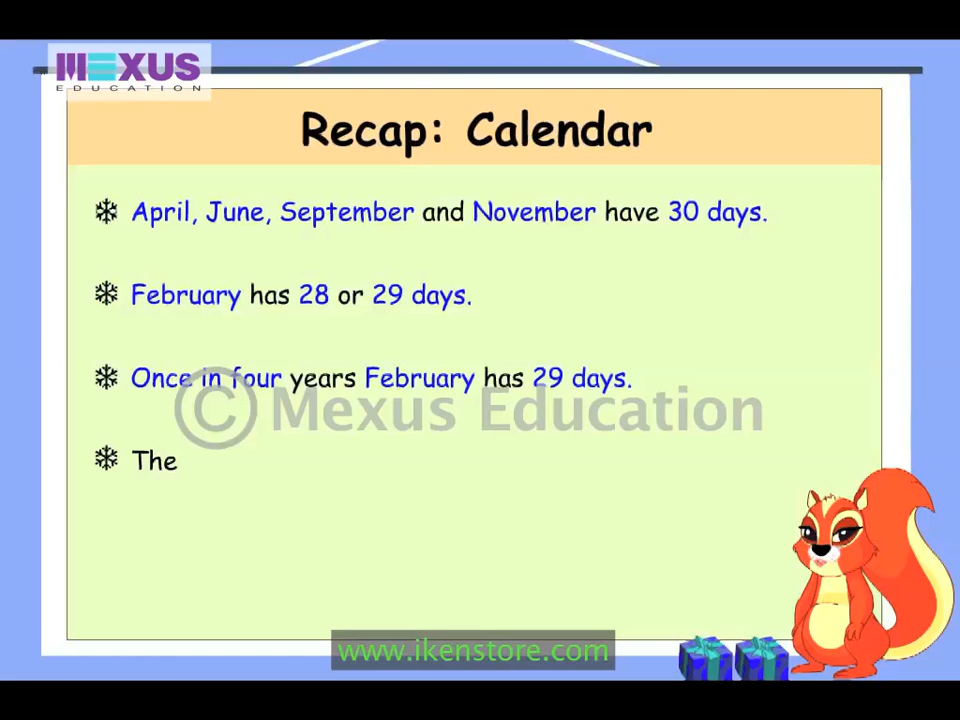 MEXUS
EDUCATION
Recap: Calendar
April, June, September and November have 30 days.
February has 28 or 29 days.
Once in four years February has 29 days.
© Mexus Education
The
www.ikenstore.com